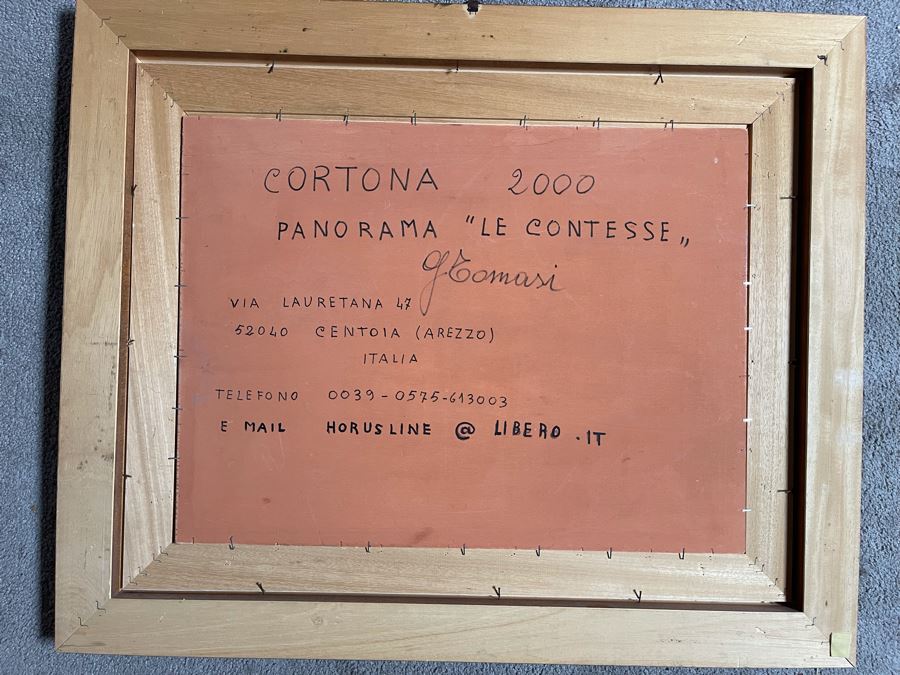 CORTONA 2000
PANORAMA "LE CONTESSE„
G Tomasi
VIA LAURETANA 47
52040 CENTOIA (AREZZO)
ITALIA
TELEFONO 0039-0575-613003
E MAIL HORUSLINE @ LIBERO .IT